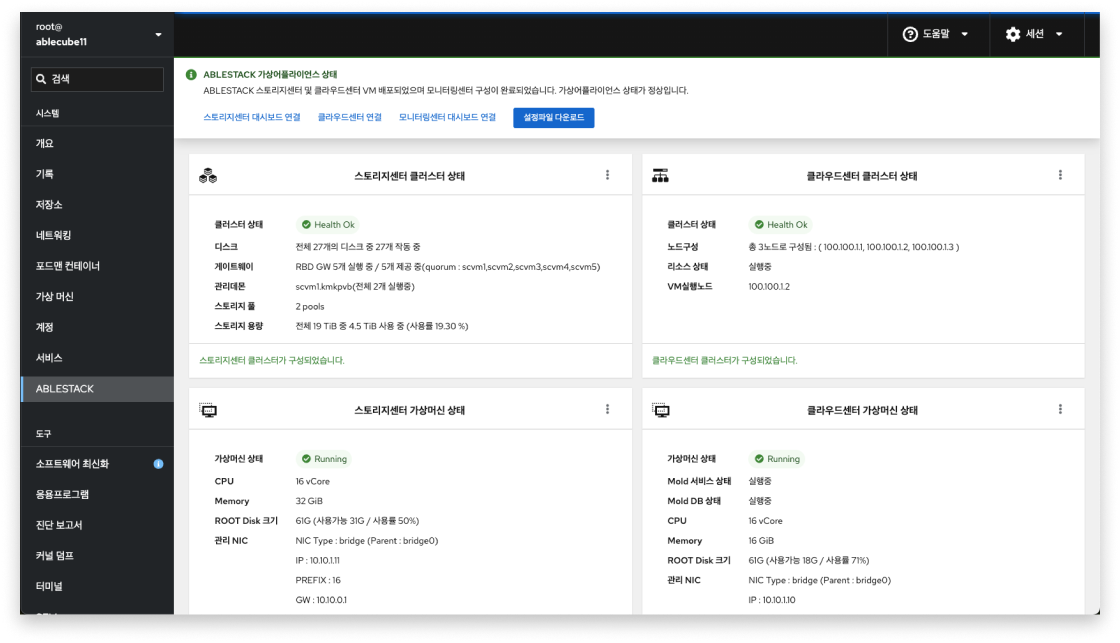 root@
ablecube11
도움말
세션
검색
시스템
개요
기록
저장소
네트워킹
포드맨 컨테이너
가상 머신
계정
서비스
ABLESTACK
도구
소프트웨어 최신화
응용프로그램
진단 보고서
커널 덤프
터미널
ABLESTACK 가상어플라이언스 상태
ABLESTACK 스토리지센터 및 클라우드센터 VM 배포되었으며 모니터링센터 구성이 완료되었습니다. 가상어플라이언스 상태가 정상입니다.
스토리지센터 대시보드 연결 클라우드센터 연결 모니터링센터 대시보드 연결 설정파일 다운로드
스토리지센터 클러스터 상태
클러스터 상태 Health Ok
디스크 전체 27개의 디스크 중 27개 작동 중
게이트웨이 RBD GW 5개 실행 중 / 5개 제공 중(quorum : scvm1,scvm2,scvm3,scvm4,scvm5)
관리데몬 scvm1.kmkpvb(전체 2개 실행중)
스토리지 풀 2 pools
스토리지 용량 전체 19 TiB 중 4.5 TiB 사용 중 (사용률 19.30 %)
스토리지센터 클러스터가 구성되었습니다.
클라우드센터 클러스터 상태
클러스터 상태 Health Ok
노드구성 총 3노드로 구성됨 : ( 100.100.1.1, 100.100.1.2, 100.100.1.3 )
리소스 상태 실행중
VM실행노드 100.100.1.2
클라우드센터 클러스터가 구성되었습니다.
스토리지센터 가상머신 상태
가상머신 상태 Running
CPU 16 vCore
Memory 32 GiB
ROOT Disk 크기 61G (사용가능 31G / 사용률 50%)
관리 NIC NIC Type : bridge (Parent : bridge0)
IP : 10.10.1.11
PREFIX : 16
GW : 10.10.0.1
클라우드센터 가상머신 상태
가상머신 상태 Running
Mold 서비스 상태 실행중
Mold DB 상태 실행중
CPU 16 vCore
Memory 16 GiB
ROOT Disk 크기 61G (사용가능 18G / 사용률 71%)
관리 NIC NIC Type : bridge (Parent : bridge0)
IP : 10.10.1.10